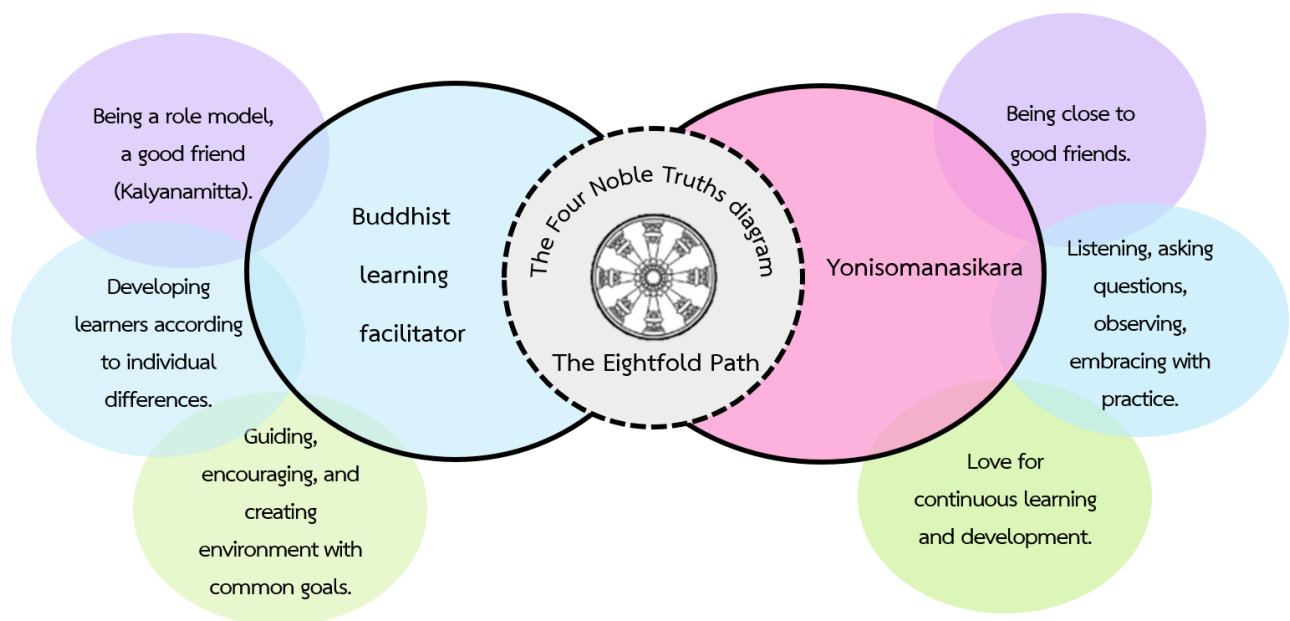 Being a role model,
a good friend
(Kalyanamitta).
Developing
learners according
to individual
differences.
Guiding,
encouraging, and
creating
environment with
common goals.
Buddhist
learning
facilitator
The Four Noble Truths diagram
The Eightfold Path
Yonisomanasikara
Being close to
good friends.
Listening, asking
questions,
observing,
embracing with
practice.
Love for
continuous learning
and development.